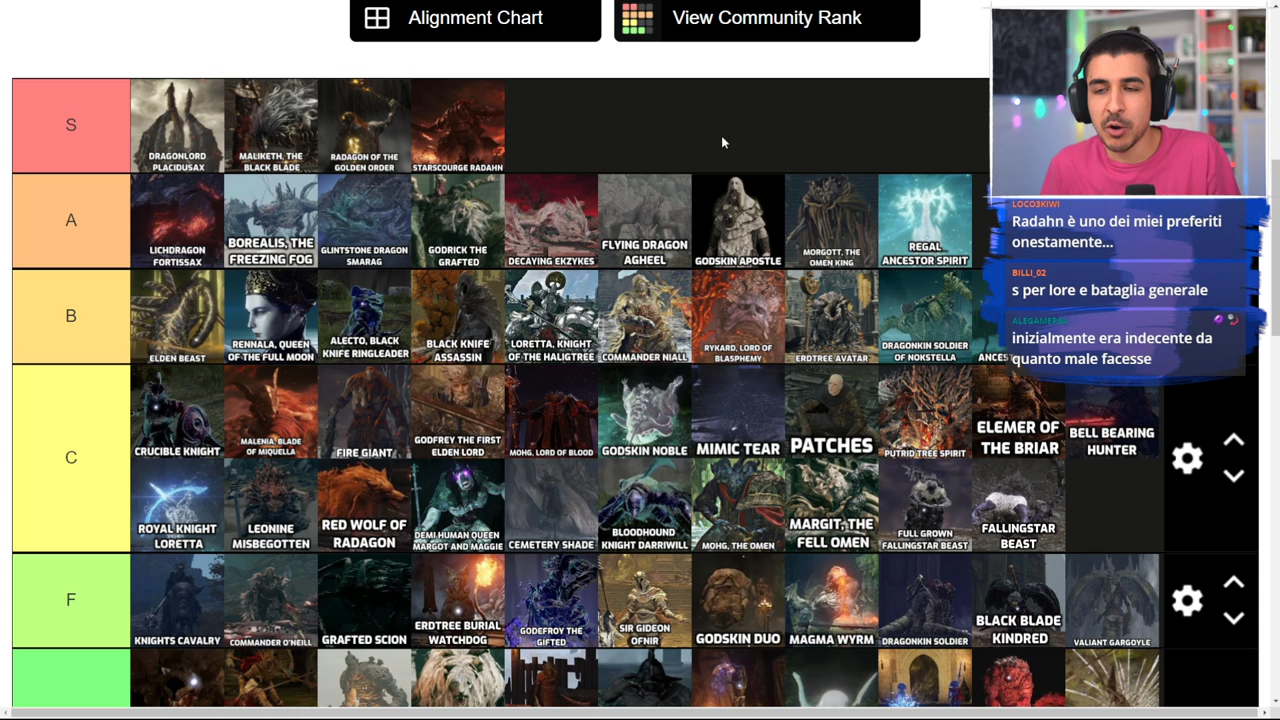 Alignment Chart
View Community Rank
S
DRAGONLORD
PLACIDUSAX
MALIKETH, THE
BLACK BLADE
RADAGON OF THE
GOLDEN ORDER
STARSCOURGE RADAHN
A
LICHDRAGON
FORTISSAX
BOREALIS, THE
FREEZING FOG
GLINTSTONE DRAGON
SMARAG
GODRICK THE
GRAFTED
DECAYING EKZYKES
FLYING DRAGON
AGHEEL
GODSKIN APOSTLE
MORGOTT, THE
OMEN KING
REGAL
ANCESTOR SPIRIT
B
ELDEN BEAST
RENNALA, QUEEN
OF THE FULL MOON
ALECTO, BLACK
KNIFE RINGLEADER
BLACK KNIFE
ASSASSIN
LORETTA, KNIGHT
OF THE HALIGTREE
COMMANDER NIALL
RYKARD, LORD OF
BLASPHEMY
ERDTREE AVATAR
DRAGONKIN SOLDIER
OF NOKSTELLA
C
CRUCIBLE KNIGHT
MALENIA, BLADE
OF MIQUELLA
FIRE GIANT
GODFREY THE FIRST
ELDEN LORD
MOHG, LORD OF BLOOD
GODSKIN NOBLE
MIMIC TEAR
PATCHES
PUTRID TREE SPIRIT
ELEMER OF
THE BRIAR
BELL BEARING
HUNTER
ROYAL KNIGHT
LORETTA
LEONINE
MISBEGOTTEN
RED WOLF OF
RADAGON
DEMI HUMAN QUEEN
MARGOT AND MAGGIE
CEMETERY SHADE
BLOODHOUND
KNIGHT DARRIWILL
MOHG, THE OMEN
MARGIT, THE
FELL OMEN
FULL GROWN
FALLINGSTAR BEAST
FALLINGSTAR
BEAST
F
KNIGHTS CAVALRY
COMMANDER O'NEILL
GRAFTED SCION
ERDTREE BURIAL
WATCHDOG
GODEFROY THE
GIFTED
SIR GIDEON
OFNIR
GODSKIN DUO
MAGMA WYRM
DRAGONKIN SOLDIER
BLACK BLADE
KINDRED
VALIANT GARGOYLE
LOCO3KIWI
Radahn è uno dei miei preferiti
onestamente...
BILLI_02
s per lore e bataglia generale
inizialmente era indecente da
quanto male facesse